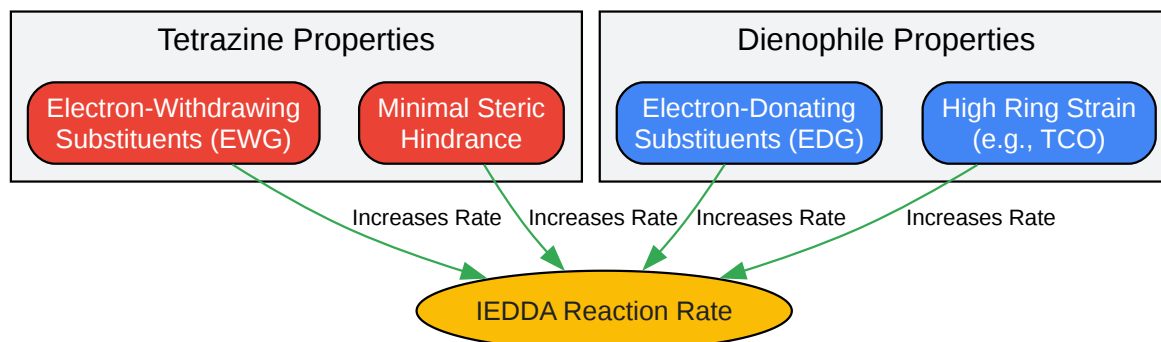 Tetrazine Properties
Dienophile Properties
Electron-Withdrawing
Substituents (EWG)
Minimal Steric
Hindrance
Electron-Donating
Substituents (EDG)
High Ring Strain
(e.g., TCO)
Increases Rate
Increases Rate
Increases Rate
Increases Rate
IEDDA Reaction Rate